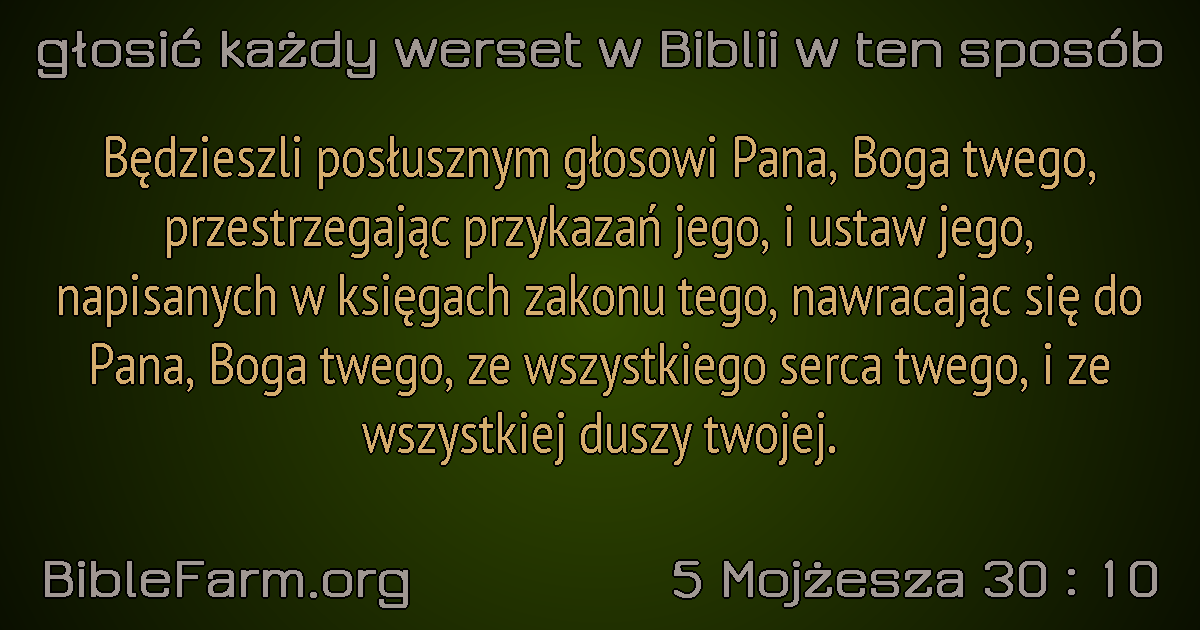 głosić każdy werset w Biblii w ten sposób
Będzieszli posłusznym głosowi Pana, Boga twego,
przestrzegając przykazań jego, i ustaw jego,
napisanych w księgach zakonu tego, nawracając się do
Pana, Boga twego, ze wszystkiego serca twego, i ze
wszystkiej duszy twojej.
BibleFarm.org
5 Mojżesza 30 : 10